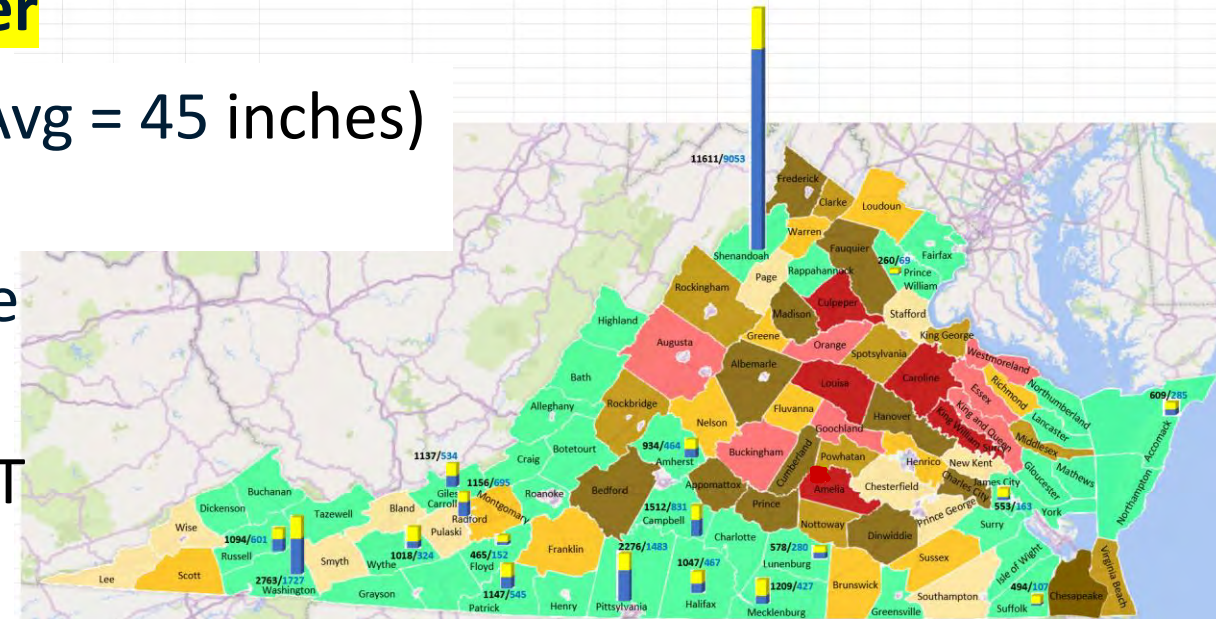 er
Avg = 45 inches)
e
T
11611/9053
Frederick
Clarke
Loudoun
Warren
Fauquier
Shenandoah
Rappahannock
260/69
Fairfax
Page
Prince
William
Rockingham
Culpeper
Madison
Stafford
Highland
Greene
King George
Augusta
Orange
Spotsylvania
Westmoreland
Albemarle
Bath
Louisa
Caroline
Essex
Richmond
Northumberland
Alleghany
Rockbridge
Nelson
Fluvanna
Hanover
King and Queen
Lancaster
609/285
Accomack
Goochland
King William
Middlesex
Botetourt
934/464
Amherst
Buckingham
Cumberland
Powhatan
Henrico
New Kent
Mathews
1137/534
Craig
Gloucester
Giles
1156/695
Roanoke
Bedford
Appomattox
Amelia
Chesterfield
Charles City
James City
Northampton
Buchanan
Carroll
Montgomery
Prince
553/163
York
Dickenson
Tazewell
Bland
Radford
1512/831
Campbell
Prince George
Surry
Wise
Pulaski
Charlotte
Nottoway
Dinwiddie
1094/601
Russell
Smyth
Wythe
1018/324
465/152
Floyd
Franklin
2276/1483
1047/467
578/280
Lunenburg
Sussex
Isle of Wight
Virginia Beach
Lee
Scott
2763/1727
Washington
Grayson
1147/545
Patrick
Henry
Pittsylvania
Halifax
1209/427
Mecklenburg
Brunswick
Greensville
Southampton
494/107
Suffolk
Chesapeake